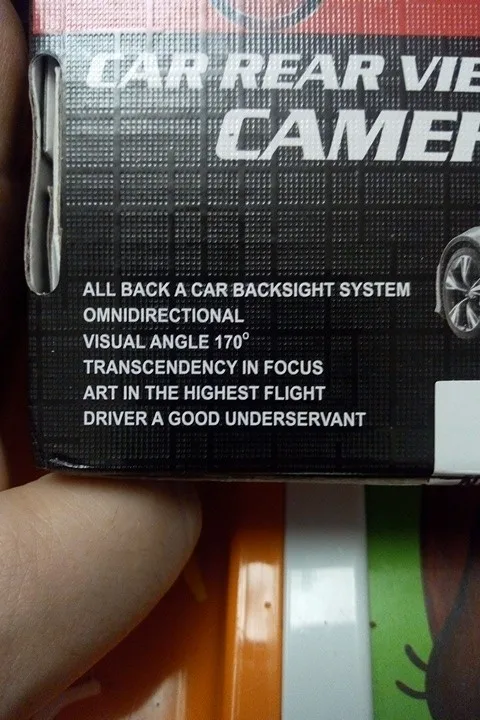 CAR REAR VIE
CAMER
ALL BACK A CAR BACKSIGHT SYSTEM
OMNIDIRECTIONAL
VISUAL ANGLE 170°
TRANSCENDENCY IN FOCUS
ART IN THE HIGHEST FLIGHT
DRIVER A GOOD UNDERSERVANT